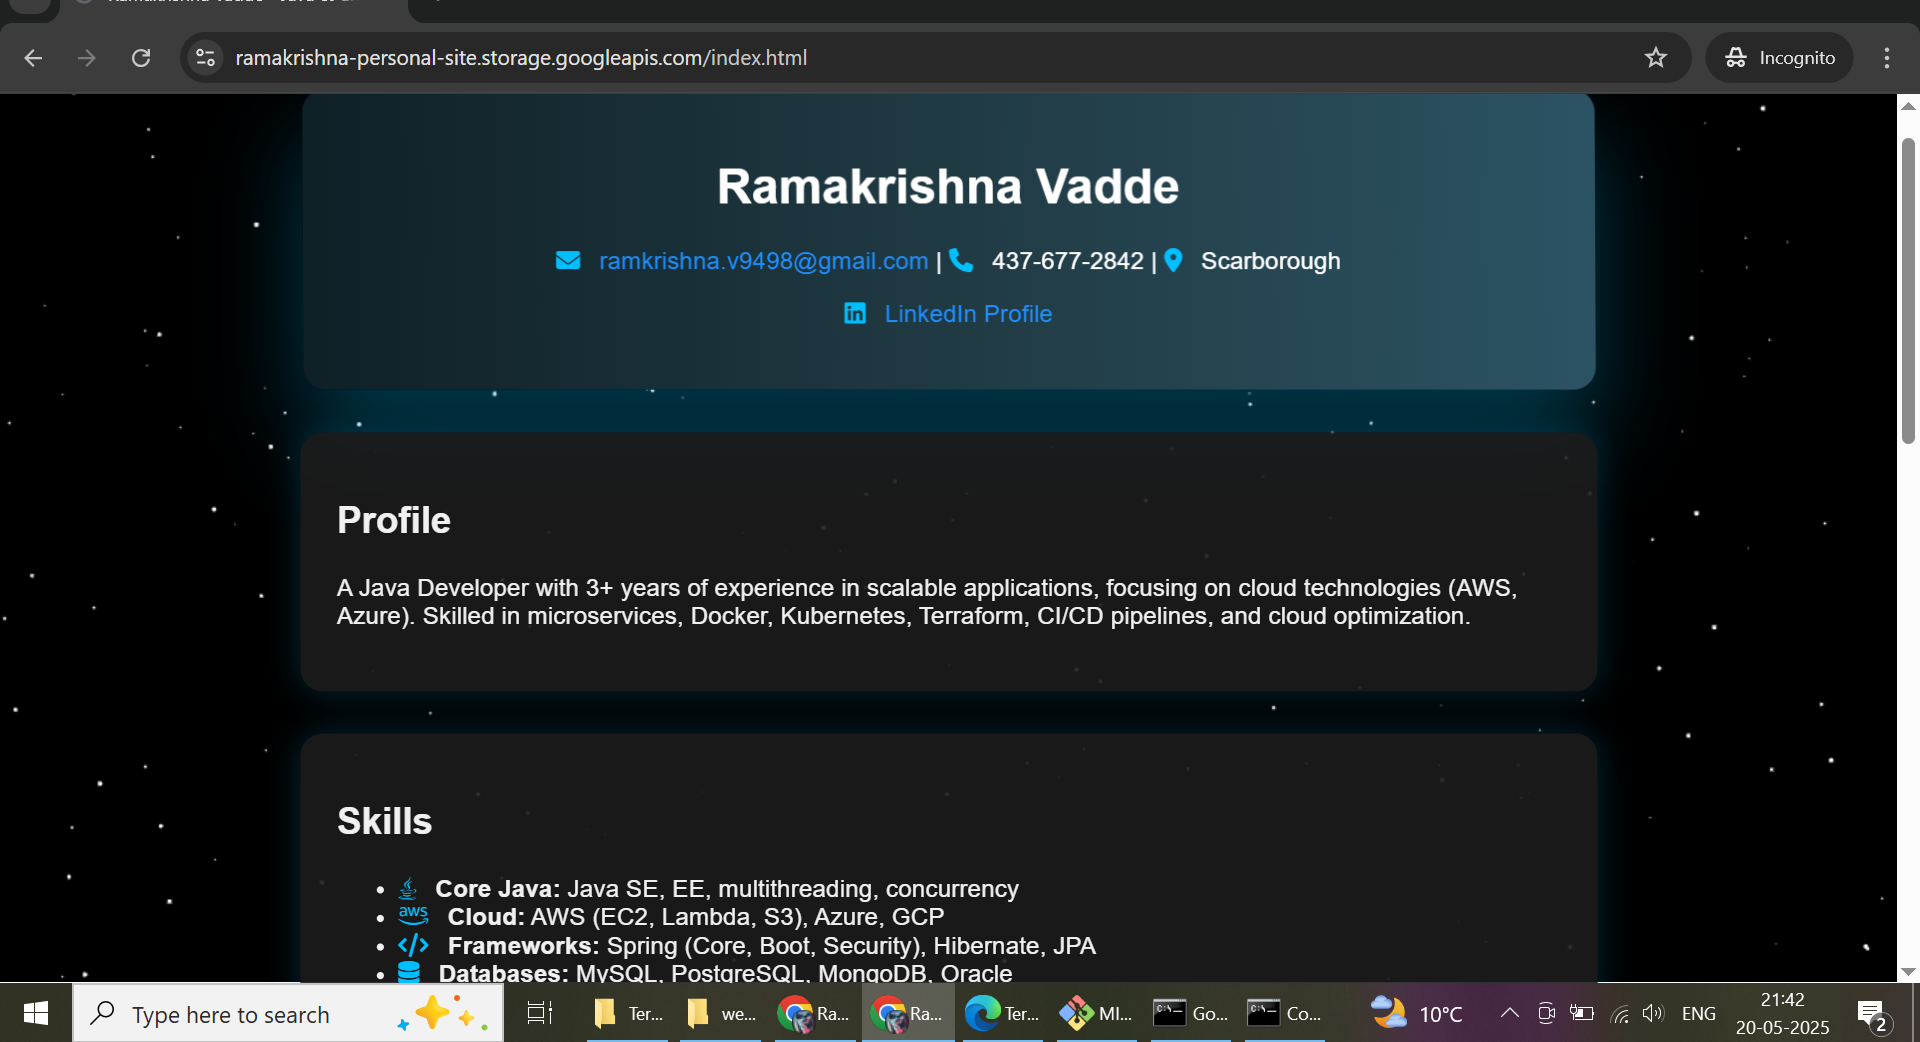 ramakrishna-personal-site.storage.googleapis.com/index.html
Incognito
Ramakrishna Vadde
ramkrishna.v9498@gmail.com | 437-677-2842 | Scarborough
LinkedIn Profile
Profile
A Java Developer with 3+ years of experience in scalable applications, focusing on cloud technologies (AWS,
Azure). Skilled in microservices, Docker, Kubernetes, Terraform, CI/CD pipelines, and cloud optimization.
Skills
• Core Java: Java SE, EE, multithreading, concurrency
• aws Cloud: AWS (EC2, Lambda, S3), Azure, GCP
• Frameworks: Spring (Core, Boot, Security), Hibernate, JPA
• Databases: MySQL, PostgreSQL, MongoDB, Oracle
Type here to search
Ter...
we...
Ra...
Ra...
Ter...
MI...
Go...
Co...
10°C
ENG
21:42
20-05-2025
2